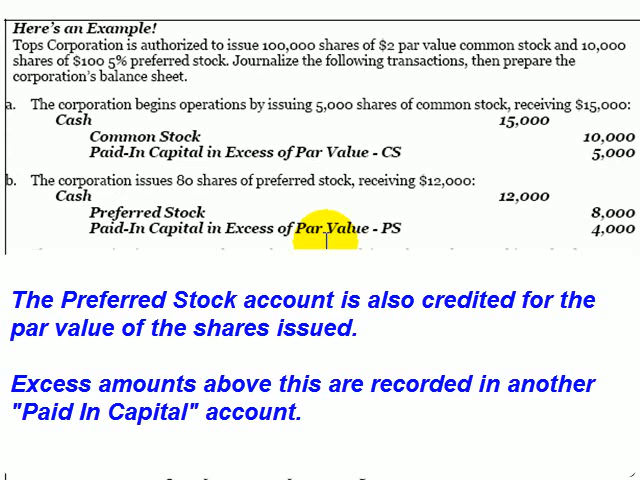 Here's an Example!
Tops Corporation is authorized to issue 100,000 shares of $2 par value common stock and 10,000
shares of $100 5% preferred stock. Journalize the following transactions, then prepare the
corporation's balance sheet.
a. The corporation begins operations by issuing 5,000 shares of common stock, receiving $15,000:
Cash 15,000
Common Stock 10,000
Paid-In Capital in Excess of Par Value - CS 5,000
b. The corporation issues 80 shares of preferred stock, receiving $12,000:
Cash 12,000
Preferred Stock 8,000
Paid-In Capital in Excess of Par Value - PS 4,000
The Preferred Stock account is also credited for the
par value of the shares issued.
Excess amounts above this are recorded in another
"Paid In Capital" account.